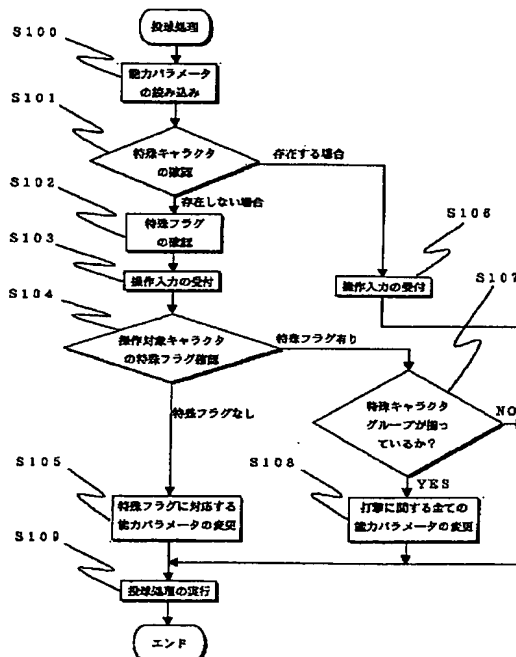 投球処理
S100
能力パラメータ
の読み込み
S101
特殊キャラクタ
の確認
存在する場合
存在しない場合
S102
特殊フラグ
の確認
S103
操作入力の受付
S106
操作入力の受付
S104
操作対象キャラクタ
の特殊フラグ確認
特殊フラグ有り
特殊フラグなし
S107
特殊キャラクタ
グループが揃っ
ているか?
NO
YES
S105
特殊フラグに対応する
能力パラメータの変更
S108
打撃に関する全ての
能力パラメータの変更
S109
投球処理の実行
エンド